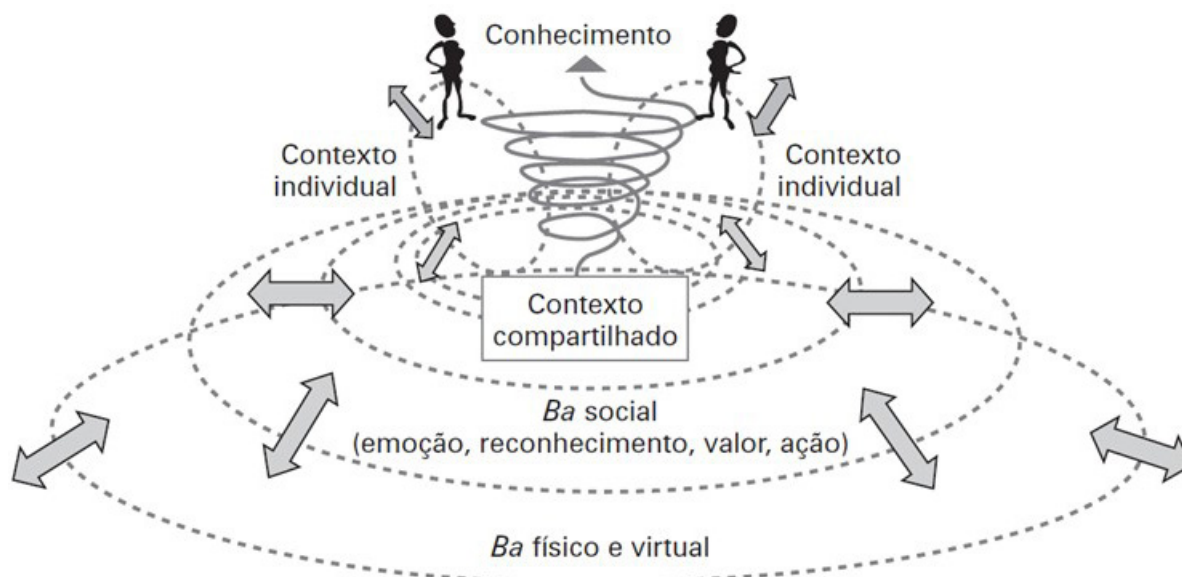 Conhecimento
Contexto
individual
Contexto
individual
Contexto
compartilhado
Ba social
(emoção, reconhecimento, valor, ação)
Ba físico e virtual